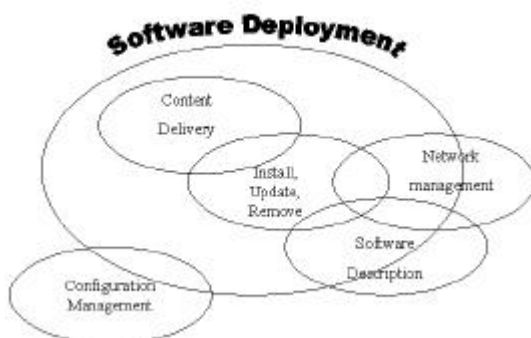 Software Deployment
Content
Delivery
Install,
Update,
Remove
Network
management
Software
Description
Configuration
Management